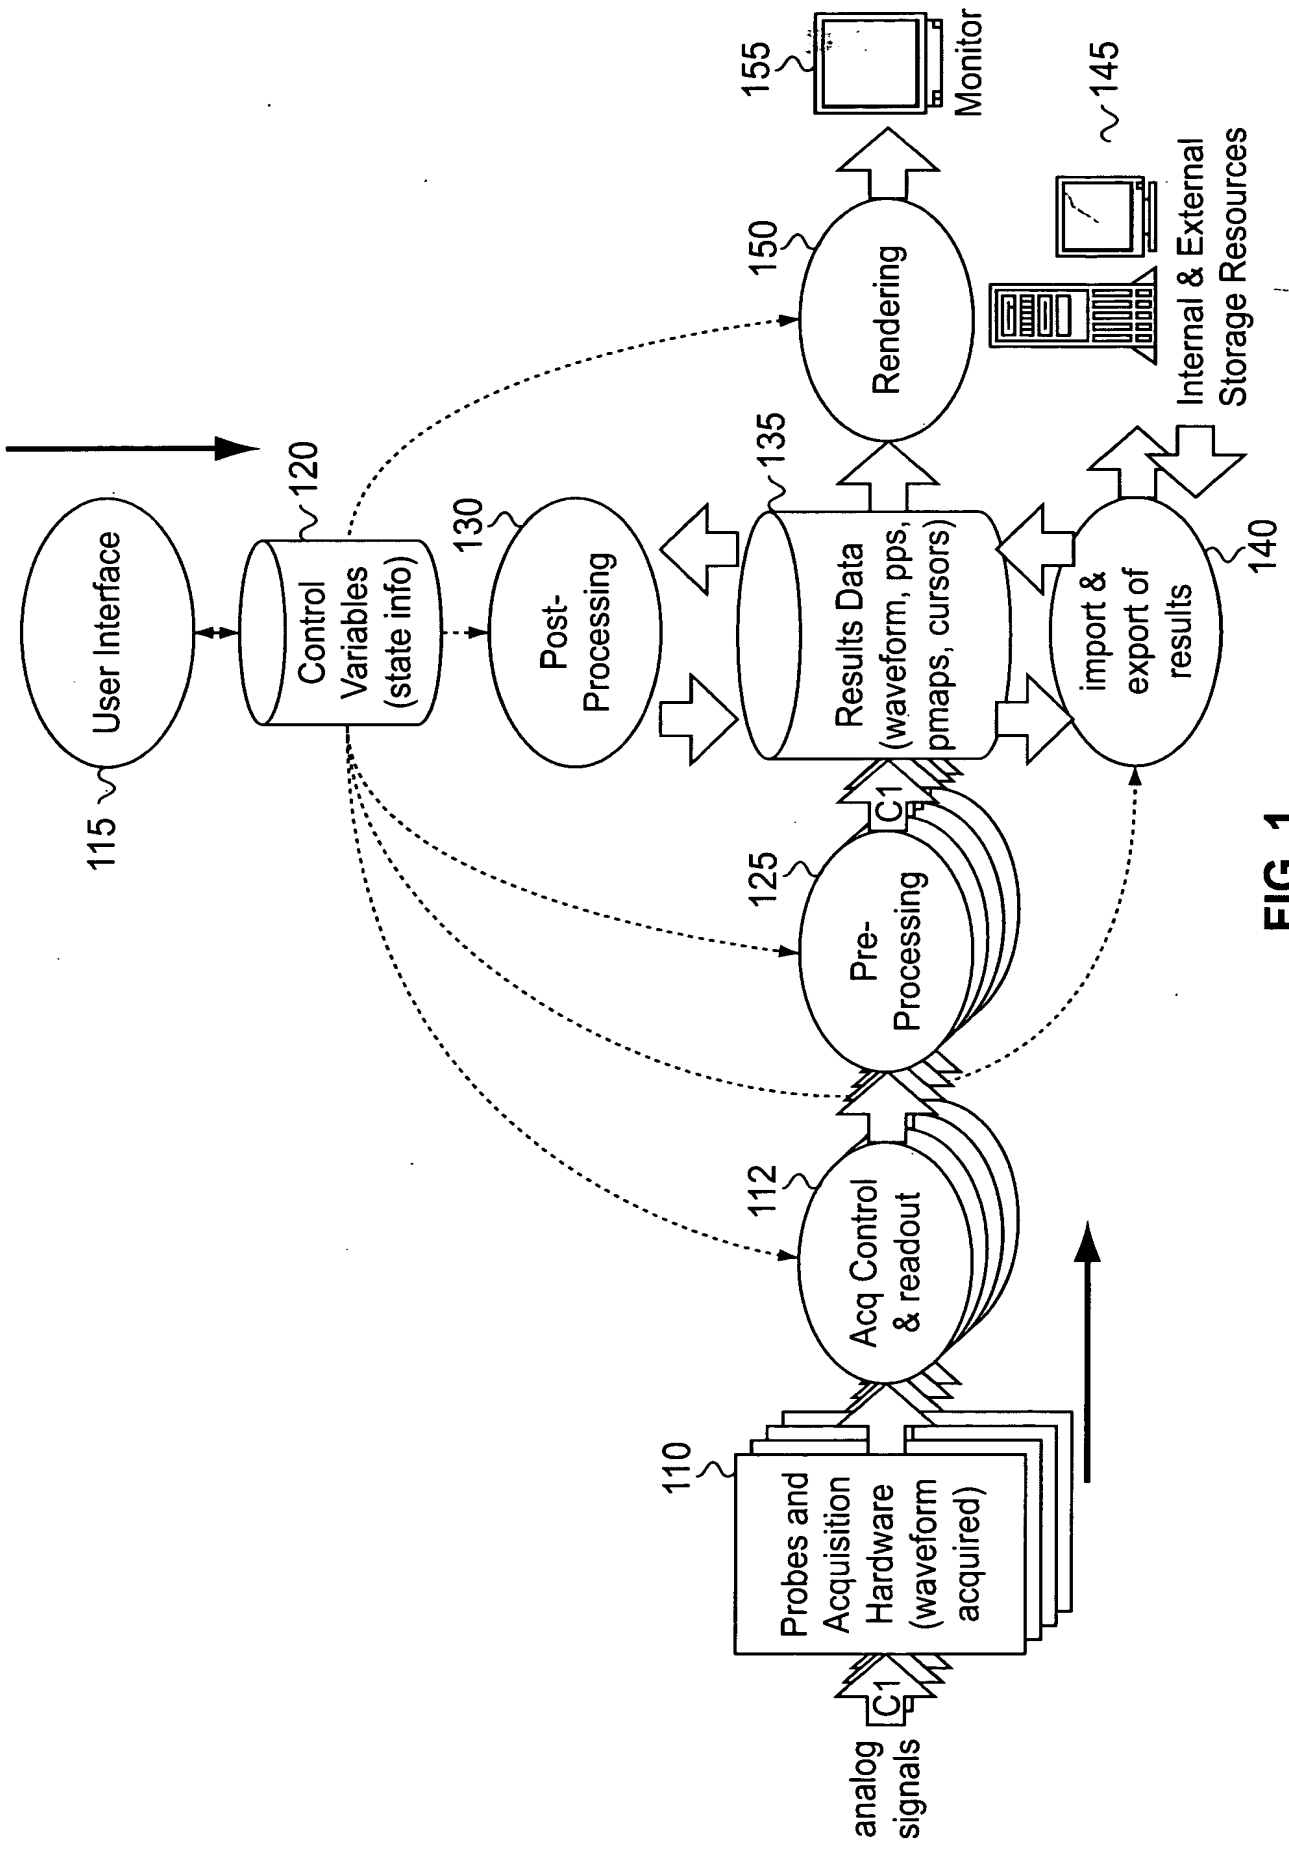 115
User Interface
120
Control
Variables
(state info)
130
Post-
Processing
110
Probes and
Acquisition
Hardware
(waveform
acquired)
analog
signals
C1
112
Acq Control
& readout
125
Pre-
Processing
C1
135
Results Data
(waveform, pps,
pmaps, cursors)
150
Rendering
155
Monitor
140
import &
export of
results
145
Internal & External
Storage Resources
FIG. 1